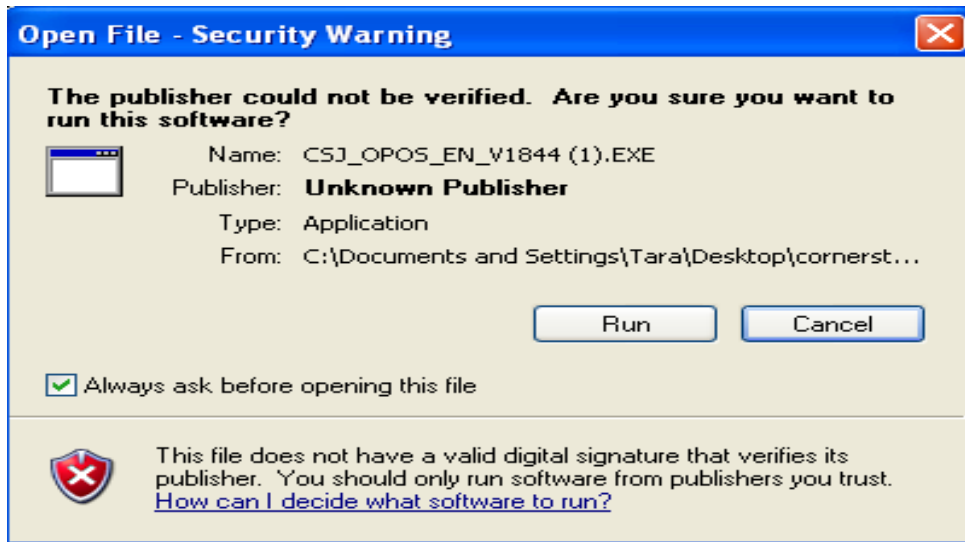 Open File - Security Warning
The publisher could not be verified. Are you sure you want to
run this software?
Name: CSJ_OPOS_EN_V1844 (1).EXE
Publisher: Unknown Publisher
Type: Application
From: C:\Documents and Settings\Tara\Desktop\cornerst...
Run Cancel
Always ask before opening this file
This file does not have a valid digital signature that verifies its
publisher. You should only run software from publishers you trust.
How can I decide what software to run?